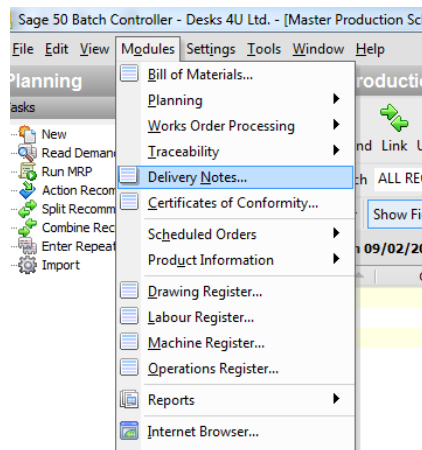 Sage 50 Batch Controller - Desks 4U Ltd. - [Master Production Sc
File Edit View Modules Settings Tools Window Help
Planning
roducti
asks
New
Read Deman
Run MRP
Action Recom
Split Recomm
Combine Rec
Enter Repeat
Import
Bill of Materials...
Planning
Works Order Processing
Traceability
Delivery Notes...
Certificates of Conformity...
Scheduled Orders
Product Information
Drawing Register...
Labour Register...
Machine Register...
Operations Register...
Reports
Internet Browser...
nd Link U
ch ALL RE
Show Fi
09/02/20